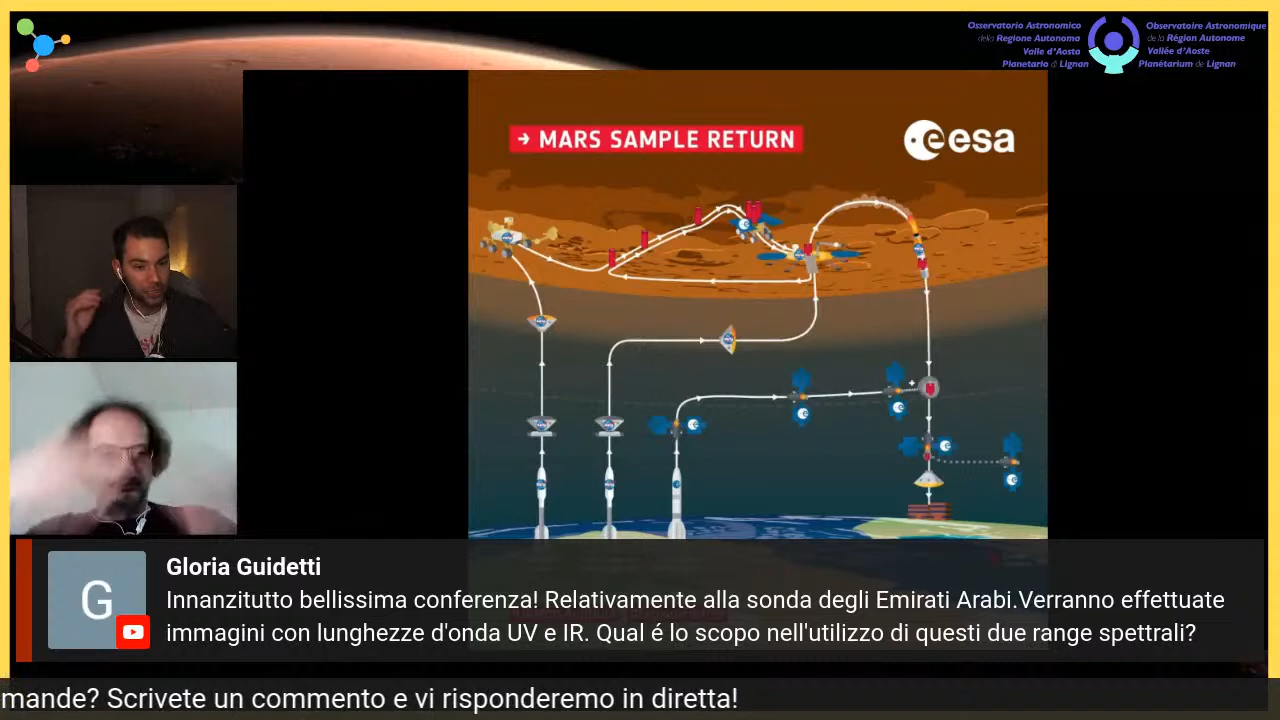 Osservatorio Astronomico
della Regione Autonoma
Valle d'Aosta
Planetario di Lignan
Observatoire Astronomique
de la Région Autonome
Vallée d'Aoste
Planétarium de Lignan
→ MARS SAMPLE RETURN
esa
G
Gloria Guidetti
Innanzitutto bellissima conferenza! Relativamente alla sonda degli Emirati Arabi.Verranno effettuate
immagini con lunghezze d'onda UV e IR. Qual é lo scopo nell'utilizzo di questi due range spettrali?
mande? Scrivete un commento e vi risponderemo in diretta!